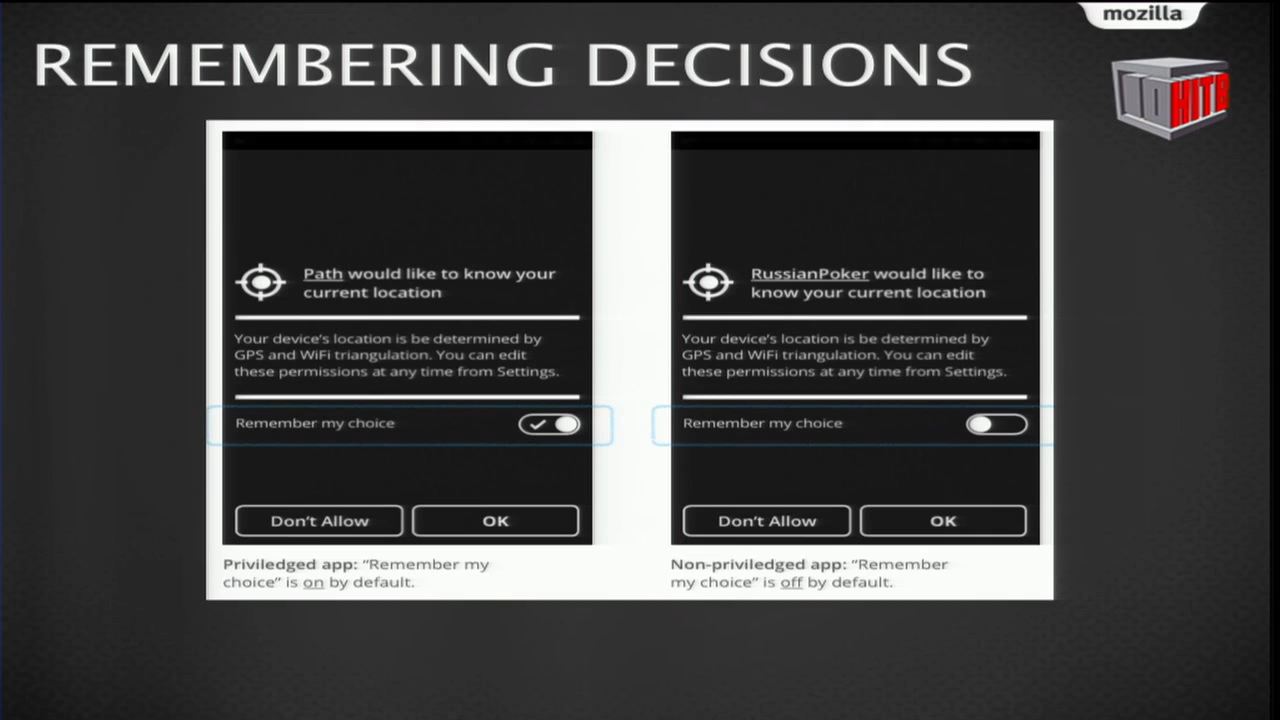 mozilla
REMEMBERING DECISIONS
10
HITB
Path would like to know your
current location
Your device's location is be determined by
GPS and WiFi triangulation. You can edit
these permissions at any time from Settings.
Remember my choice
Don't Allow
OK
Priviledged app: “Remember my
choice” is on by default.
RussianPoker would like to
know your current location
Your device's location is be determined by
GPS and WiFi triangulation. You can edit
these permissions at any time from Settings.
Remember my choice
Don't Allow
OK
Non-priviledged app: “Remember
my choice” is off by default.